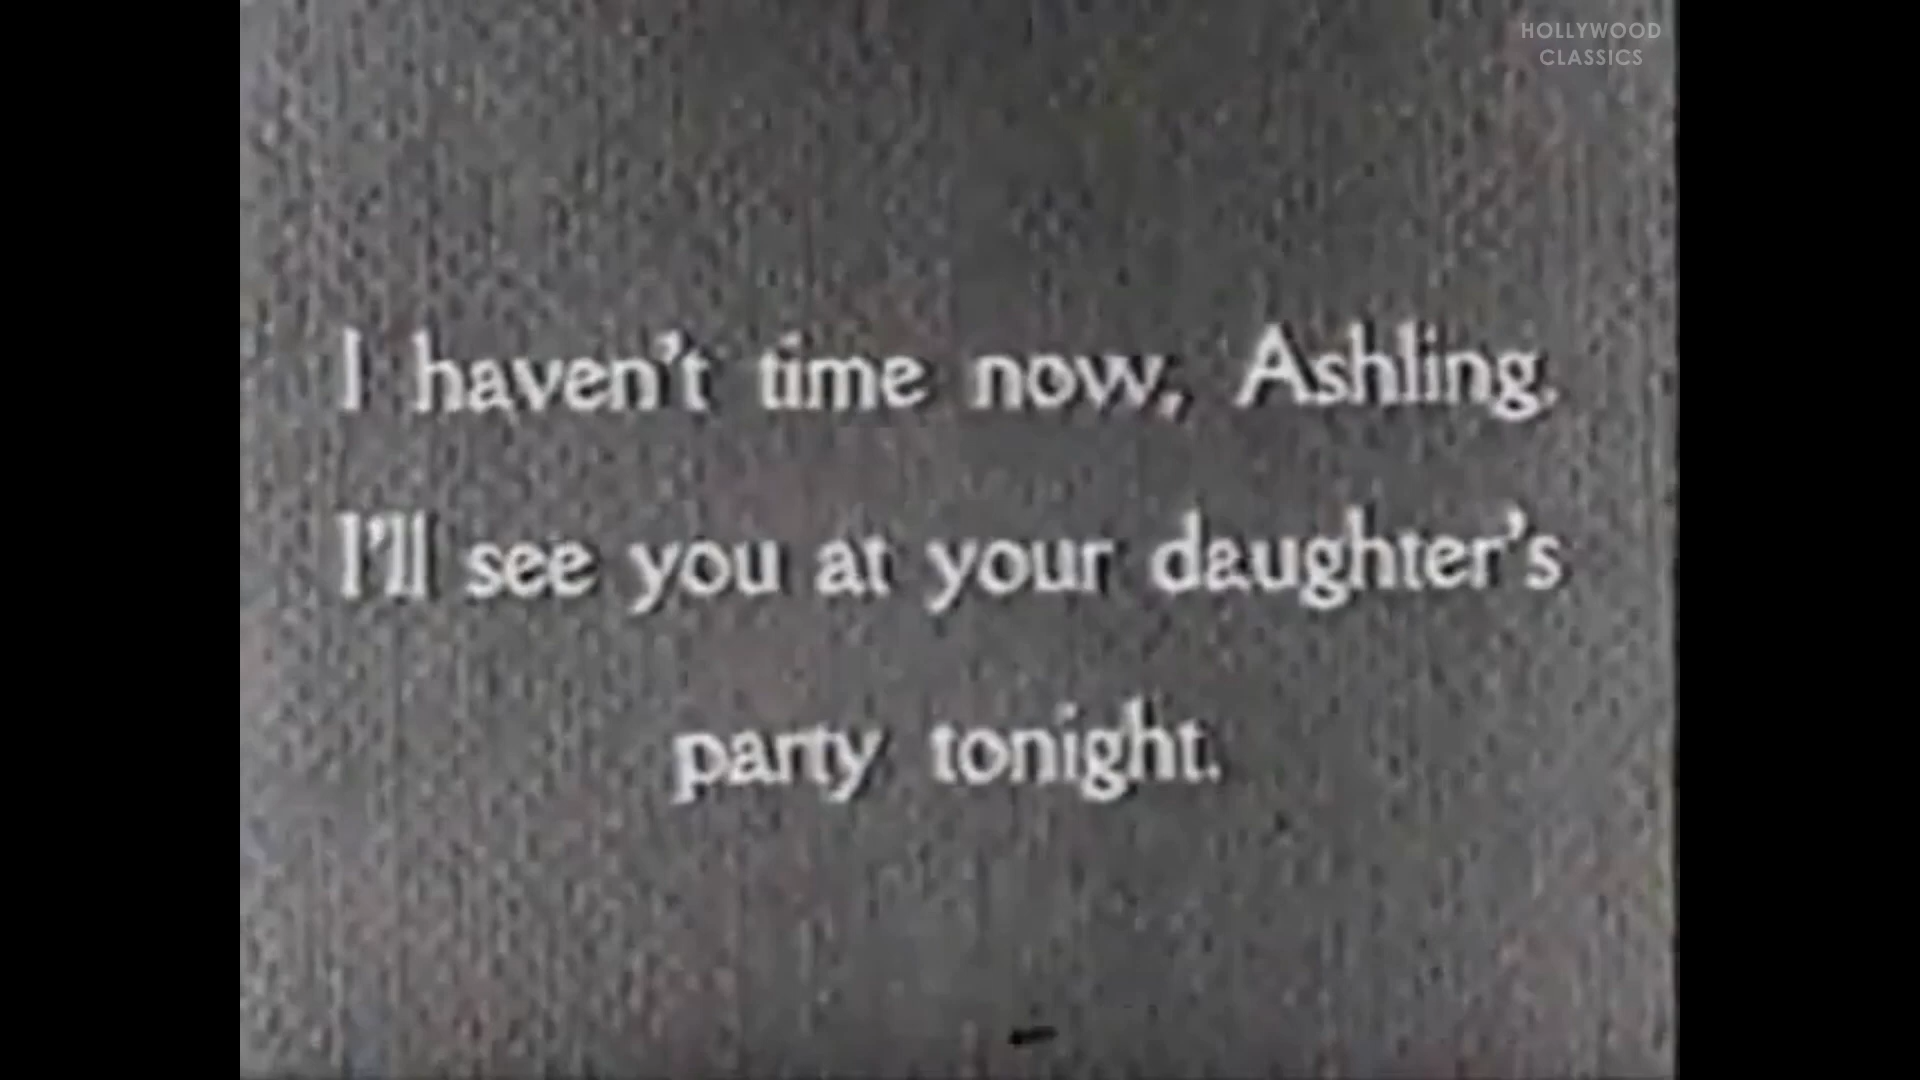 HOLLYWOOD
CLASSICS
I haven't time now, Ashling.
I'll see you at your daughter's
party tonight.